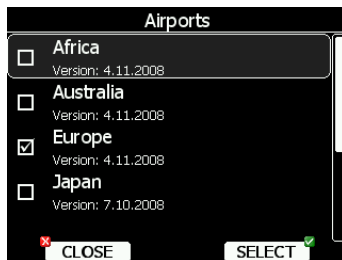 Airports
Africa
Version: 4.11.2008
Australia
Version: 4.11.2008
Europe
Version: 4.11.2008
Japan
Version: 7.10.2008
CLOSE
SELECT